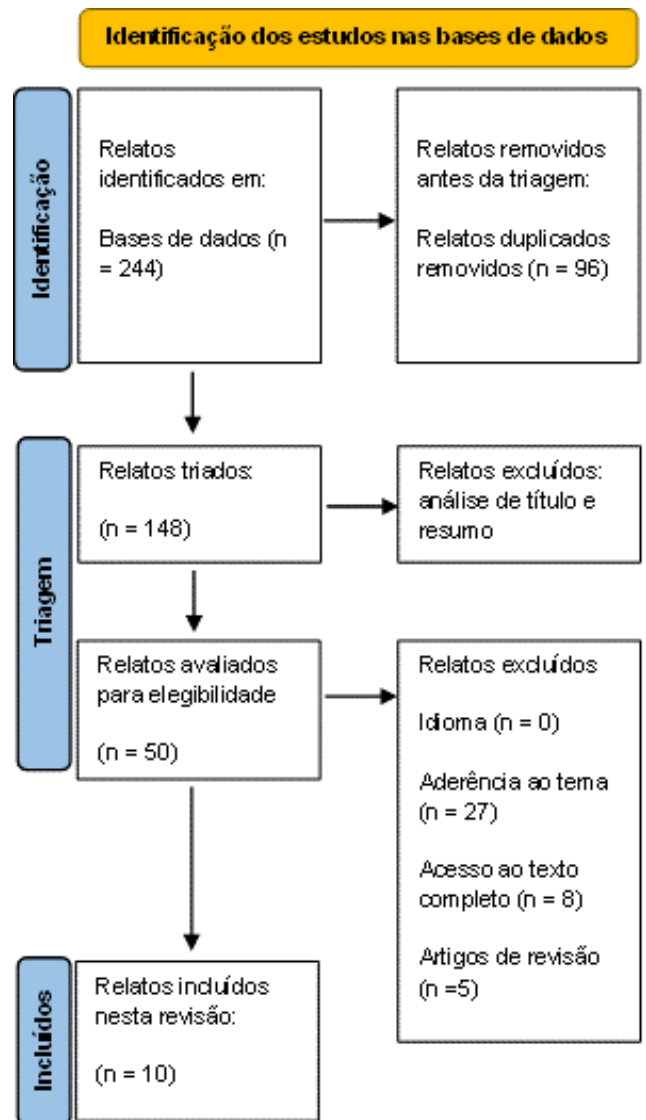 Identificação dos estudos nas bases de dados
Identificação
Relatos
identificados em:
Bases de dados (n
= 244)
Relatos removidos
antes da triagem:
Relatos duplicados
removidos (n = 96)
Triagem
Relatos triados:
(n = 148)
Relatos excluídos:
análise de título e
resumo
Relatos avaliados
para elegibilidade
(n = 50)
Relatos excluídos
Idioma (n = 0)
Aderência ao tema
(n = 27)
Acesso ao texto
completo (n = 8)
Artigos de revisão
(n =5)
Incluídos
Relatos incluídos
nesta revisão:
(n = 10)